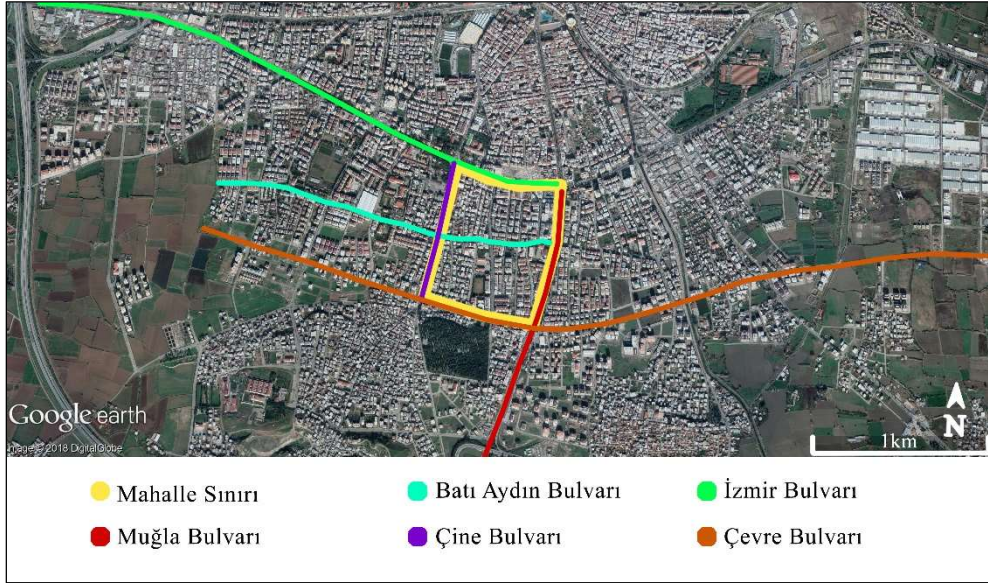 Google earth
image © 2018 DigitalGlobe
N
1km
Mahalle Sınırı
Batı Aydın Bulvarı
İzmir Bulvarı
Muğla Bulvarı
Çine Bulvarı
Çevre Bulvarı